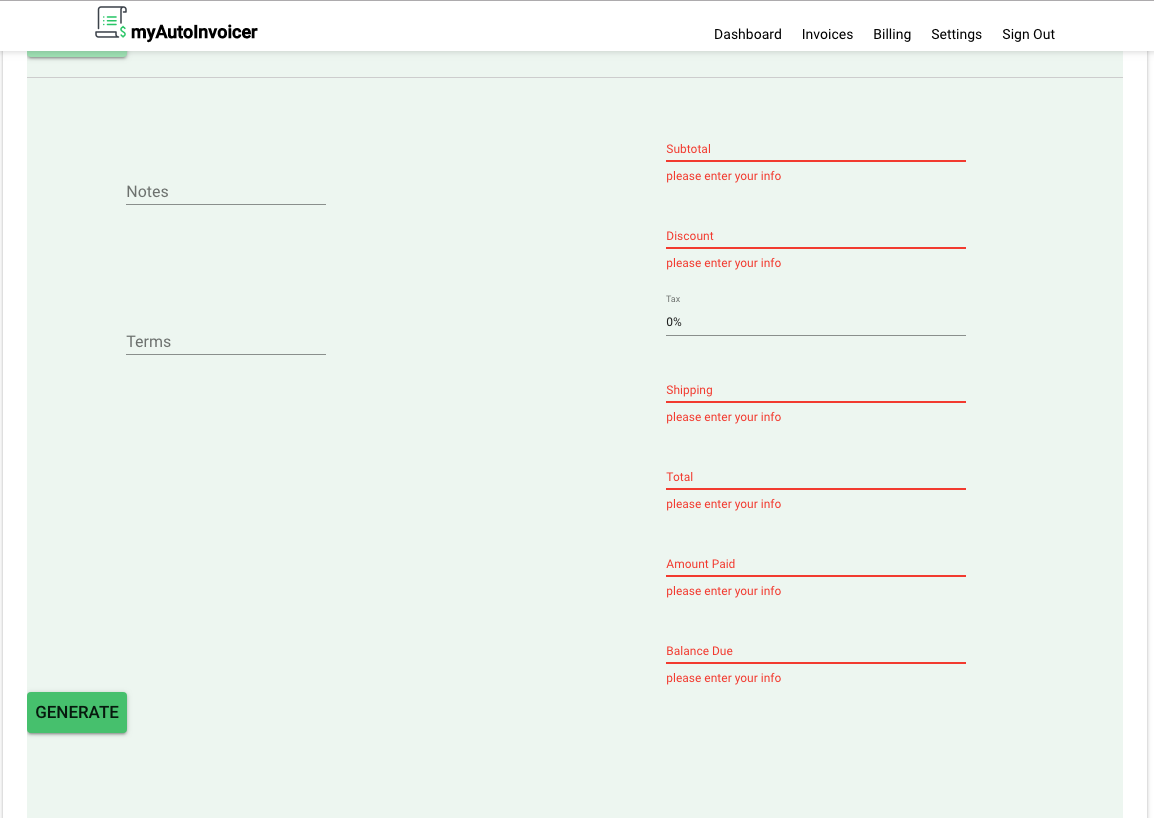 myAutoInvoicer
Dashboard Invoices Billing Settings Sign Out
Notes
Terms
Subtotal
please enter your info
Discount
please enter your info
Tax
0%
Shipping
please enter your info
Total
please enter your info
Amount Paid
please enter your info
Balance Due
please enter your info
GENERATE